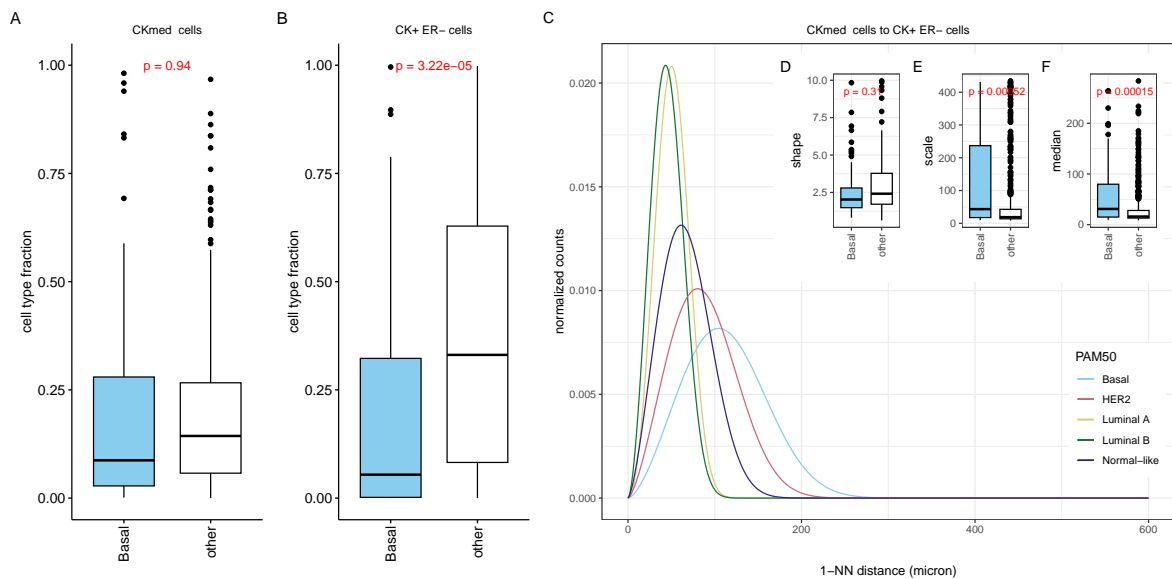 A
CKmed cells
p = 0.94
cell type fraction
1.00
0.75
0.50
0.25
0.00
Basal
other
B
CK+ ER− cells
p = 3.22e−05
cell type fraction
1.00
0.75
0.50
0.25
0.00
Basal
other
C
CKmed cells to CK+ ER− cells
normalized counts
0.020
0.015
0.010
0.005
0.000
0
200
400
600
1−NN distance (micron)
D
p = 0.31
shape
10.0
7.5
5.0
2.5
Basal
other
E
p = 0.00052
scale
400
300
200
100
0
Basal
other
F
p = 0.00015
median
200
100
0
Basal
other
PAM50
Basal
HER2
Luminal A
Luminal B
Normal−like